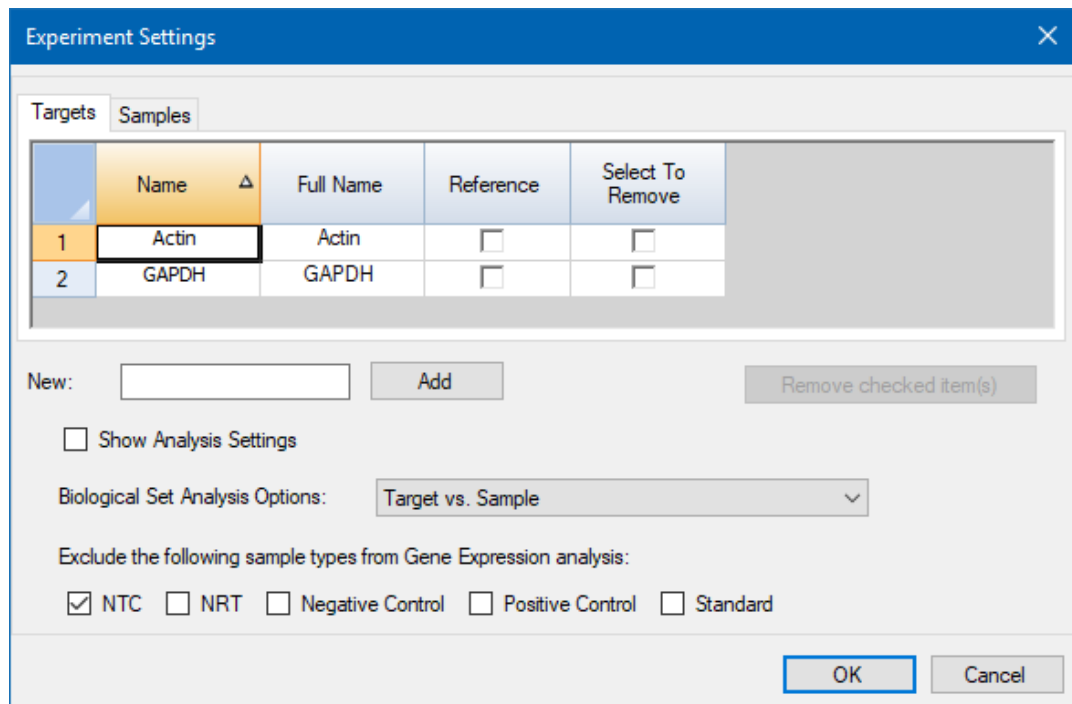 Experiment Settings
Targets Samples
Name Full Name Reference Select To Remove
1 Actin Actin
2 GAPDH GAPDH
New: Add Remove checked item(s)
Show Analysis Settings
Biological Set Analysis Options: Target vs. Sample
Exclude the following sample types from Gene Expression analysis:
NTC NRT Negative Control Positive Control Standard
OK Cancel